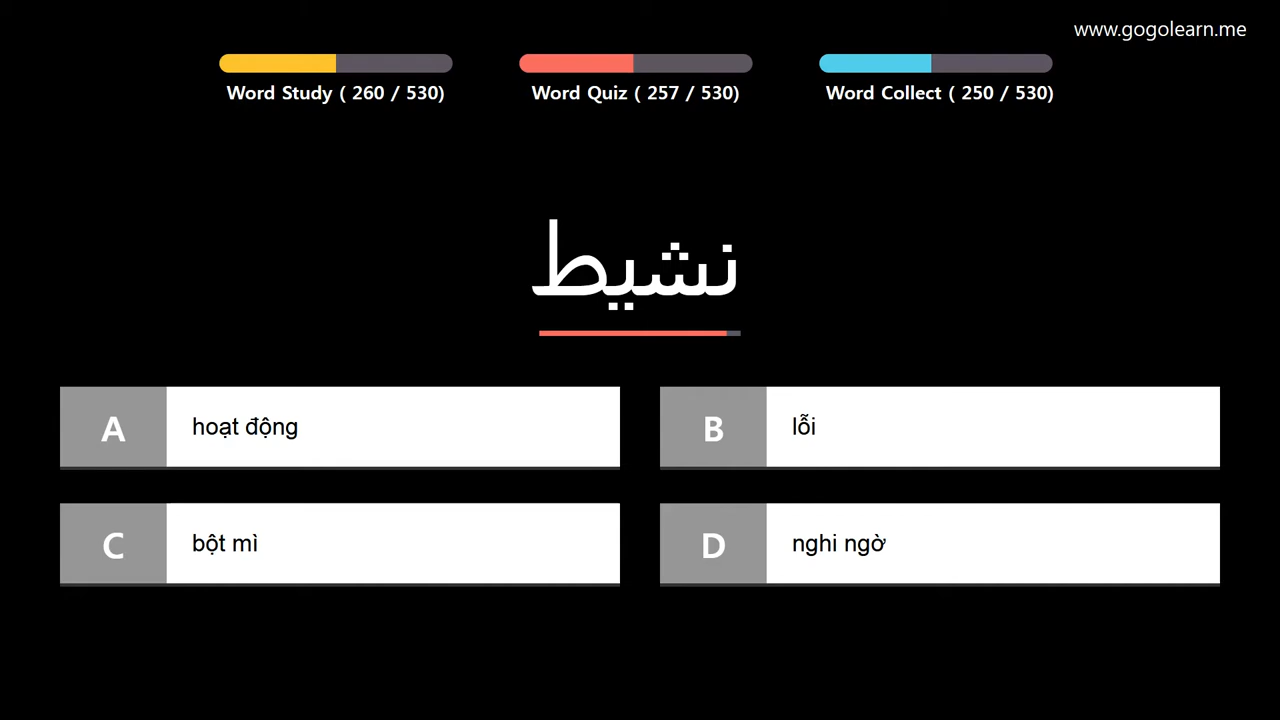 www.gogolearn.me
Word Study ( 260 / 530)
Word Quiz ( 257 / 530)
Word Collect ( 250 / 530)
نشيط
A hoạt động
B lỗi
C bột mì
D nghi ngờ